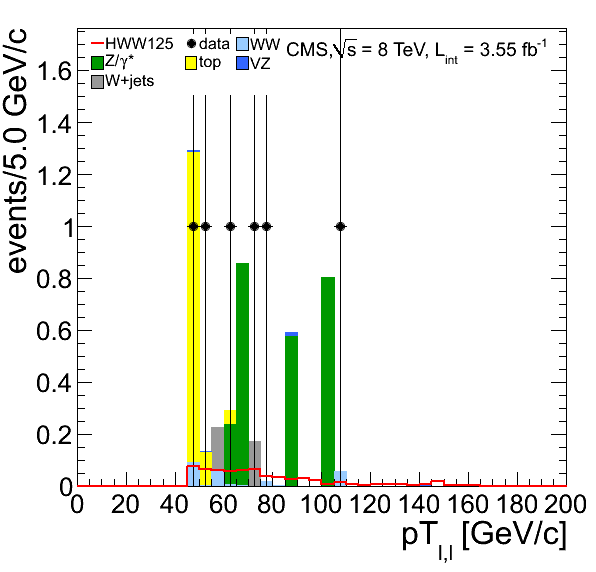 HWW125 data WW CMS,√s = 8 TeV, L_int = 3.55 fb⁻¹
Z/γ* top VZ
W+jets
events/5.0 GeV/c
1.6
1.4
1.2
1
0.8
0.6
0.4
0.2
0
0 20 40 60 80 100 120 140 160 180 200
pT_l,l [GeV/c]